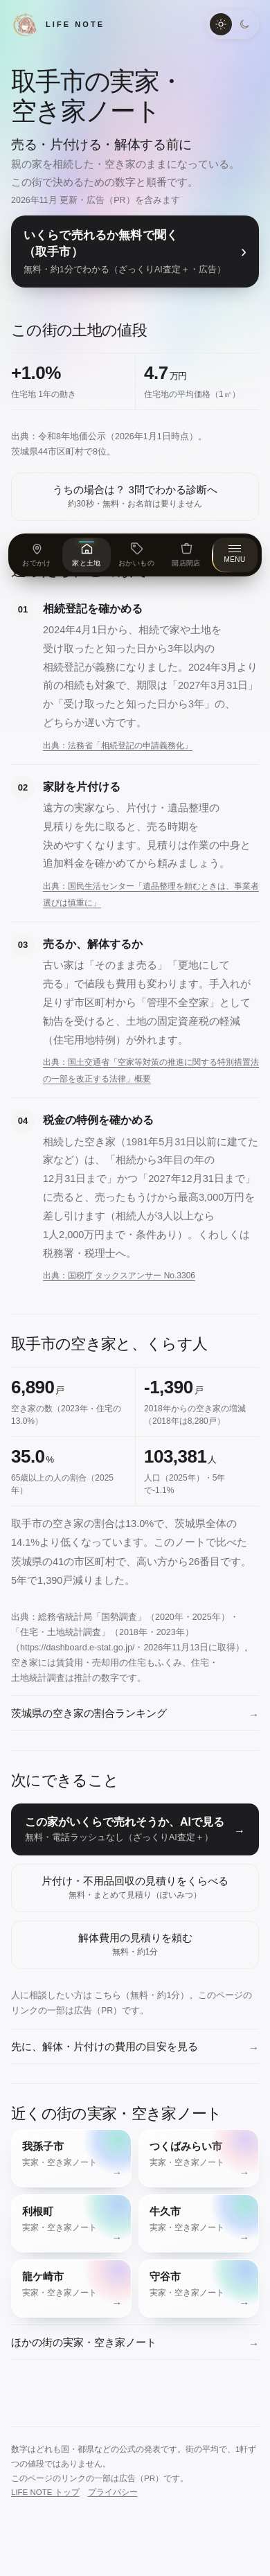 LIFE NOTE
取手市の実家・
空き家ノート
売る・片付ける・解体する前に
親の家を相続した・空き家のままになっている。
この街で決めるための数字と順番です。
2026年11月 更新・広告（PR）を含みます
いくらで売れるか無料で聞く
（取手市）
›
無料・約1分でわかる（ざっくりAI査定＋・広告）
この街の土地の値段
+1.0%
住宅地 1年の動き
4.7万円
住宅地の平均価格（1㎡）
出典：令和8年地価公示（2026年1月1日時点）。
茨城県44市区町村で8位。
うちの場合は？ 3問でわかる診断へ
約30秒・無料・お名前は要りません
おでかけ
家と土地
おかいもの
開店閉店
MENU
01
相続登記を確かめる
2024年4月1日から、相続で家や土地を
受け取ったと知った日から3年以内の
相続登記が義務になりました。2024年3月より
前の相続も対象で、期限は「2027年3月31日」
か「受け取ったと知った日から3年」の、
どちらか遅い方です。
出典：法務省「相続登記の申請義務化」
02
家財を片付ける
遠方の実家なら、片付け・遺品整理の
見積りを先に取ると、売る時期を
決めやすくなります。見積りは作業の中身と
追加料金を確かめてから頼みましょう。
出典：国民生活センター「遺品整理を頼むときは、事業者
選びは慎重に」
03
売るか、解体するか
古い家は「そのまま売る」「更地にして
売る」で値段も費用も変わります。手入れが
足りず市区町村から「管理不全空家」として
勧告を受けると、土地の固定資産税の軽減
（住宅用地特例）が外れます。
出典：国土交通省「空家等対策の推進に関する特別措置法
の一部を改正する法律」概要
04
税金の特例を確かめる
相続した空き家（1981年5月31日以前に建てた
家など）は、「相続から3年目の年の
12月31日まで」かつ「2027年12月31日まで」
に売ると、売ったもうけから最高3,000万円を
差し引けます（相続人が3人以上なら
1人2,000万円まで・条件あり）。くわしくは
税務署・税理士へ。
出典：国税庁 タックスアンサー No.3306
取手市の空き家と、くらす人
6,890戸
空き家の数（2023年・住宅の
13.0%）
-1,390戸
2018年からの空き家の増減
（2018年は8,280戸）
35.0%
65歳以上の人の割合（2025
年）
103,381人
人口（2025年）・5年
で-1.1%
取手市の空き家の割合は13.0%で、茨城県全体の
14.1%より低くなっています。このノートで比べた
茨城県の41の市区町村で、高い方から26番目です。
5年で1,390戸減りました。
出典：総務省統計局「国勢調査」（2020年・2025年）・
「住宅・土地統計調査」（2018年・2023年）
（https://dashboard.e-stat.go.jp/・2026年11月13日に取得）。
空き家には賃貸用・売却用の住宅もふくみ、住宅・
土地統計調査は推計の数字です。
茨城県の空き家の割合ランキング →
次にできること
この家がいくらで売れそうか、AIで見る
無料・電話ラッシュなし（ざっくりAI査定＋） →
片付け・不用品回収の見積りをくらべる
無料・まとめて見積り（ぽいみつ）
解体費用の見積りを頼む
無料・約1分
人に相談したい方は こちら（無料・約1分）。このページの
リンクの一部は広告（PR）です。
先に、解体・片付けの費用の目安を見る →
近くの街の実家・空き家ノート
我孫子市
実家・空き家ノート
→
つくばみらい市
実家・空き家ノート
→
利根町
実家・空き家ノート
→
牛久市
実家・空き家ノート
→
龍ケ崎市
実家・空き家ノート
→
守谷市
実家・空き家ノート
→
ほかの街の実家・空き家ノート →
数字はどれも国・都県などの公式の発表です。街の平均で、1軒ず
つの値段ではありません。
このページのリンクの一部は広告（PR）です。
LIFE NOTE トップ プライバシー